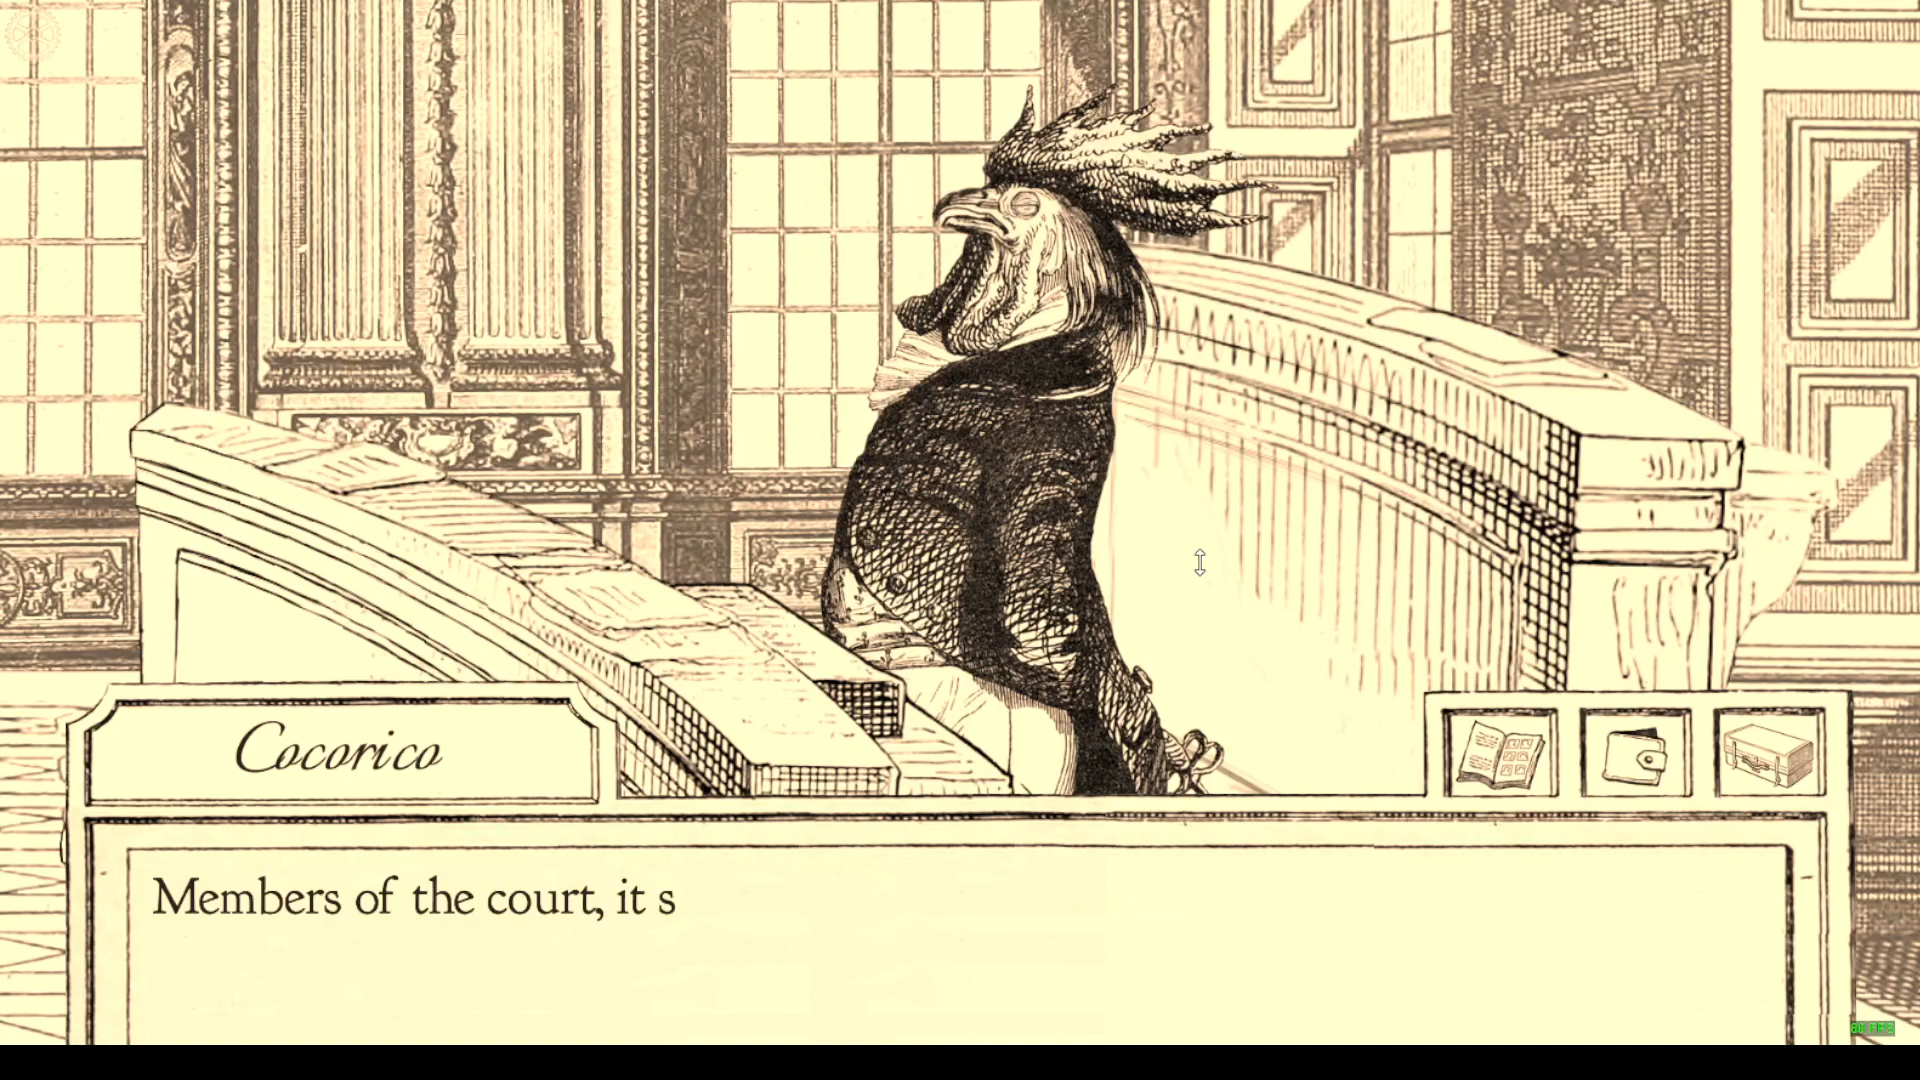 Cocorico
Members of the court, it s